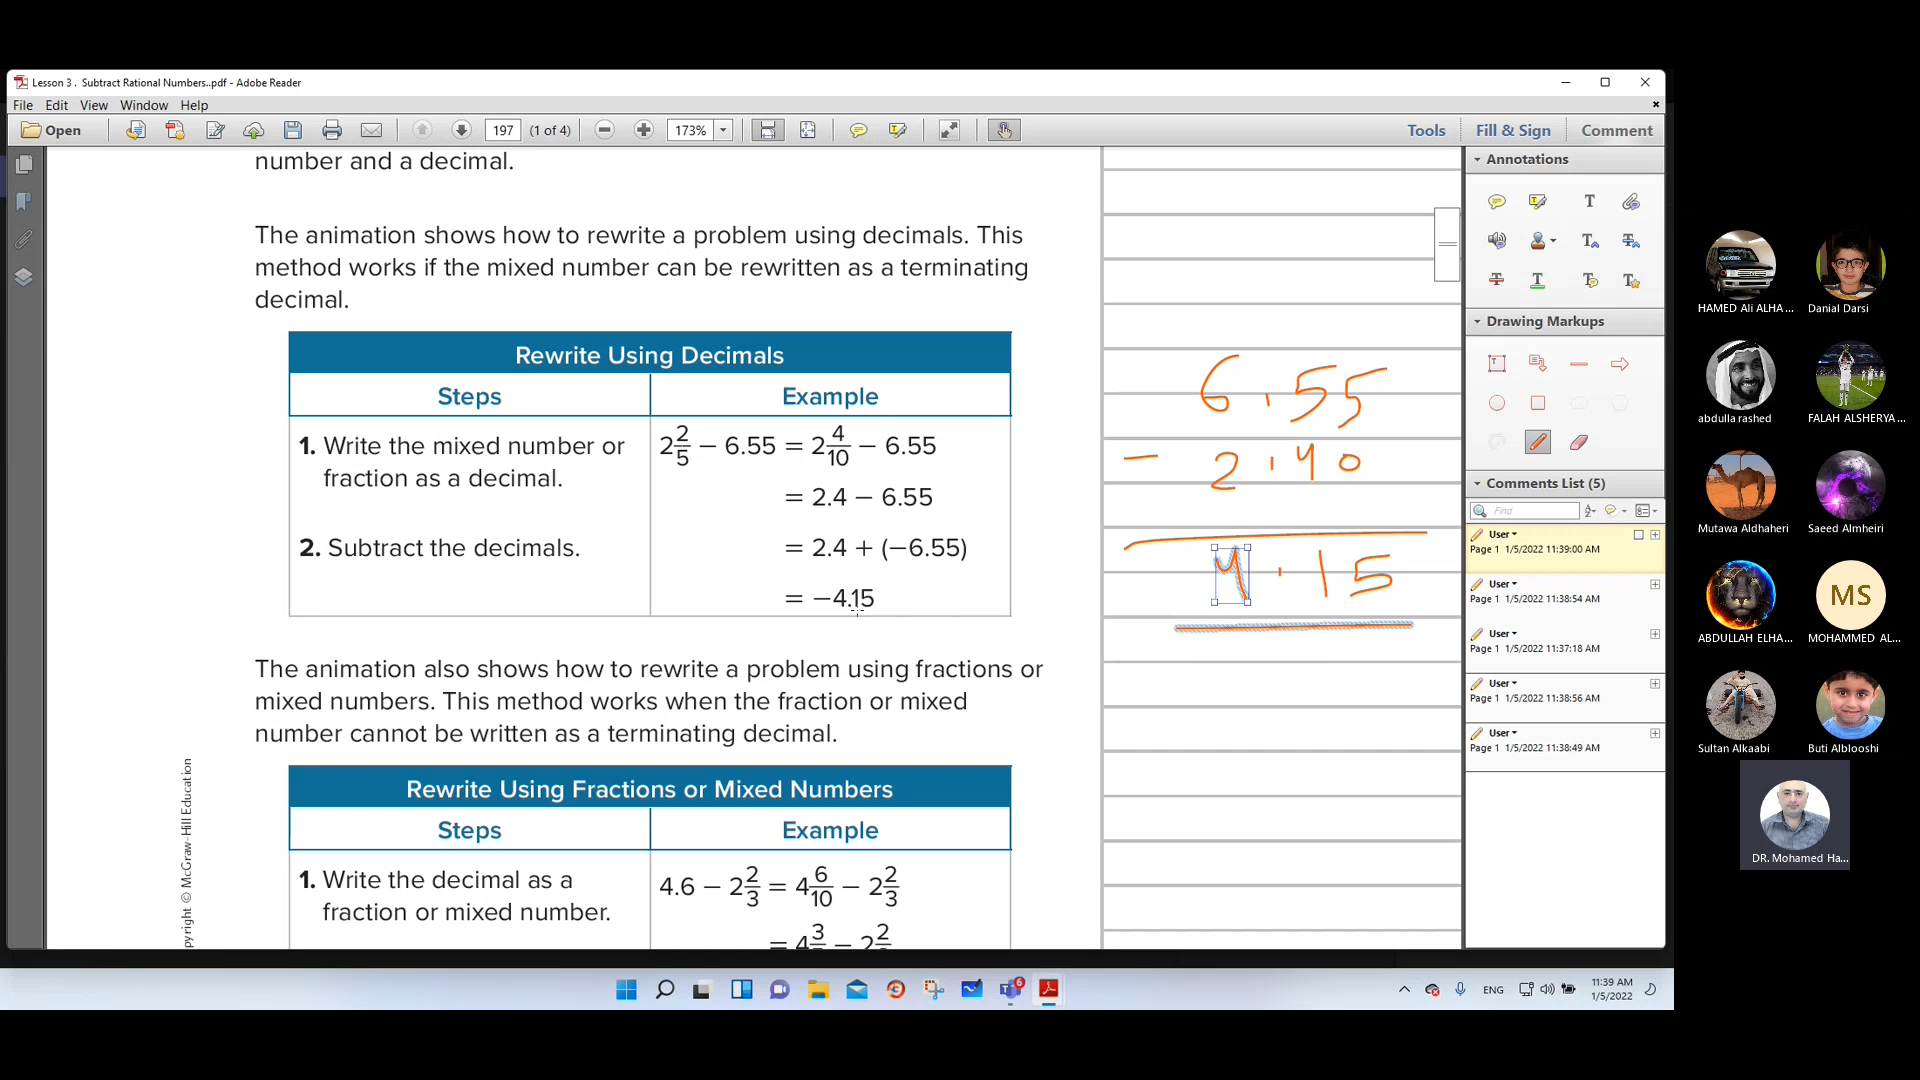 Lesson 3 . Subtract Rational Numbers..pdf - Adobe Reader
File Edit View Window Help
Open 197 (1 of 4) 173% Tools Fill & Sign Comment
number and a decimal.
The animation shows how to rewrite a problem using decimals. This
method works if the mixed number can be rewritten as a terminating
decimal.
Rewrite Using Decimals
Steps Example
1. Write the mixed number or
fraction as a decimal.
2 2/5 − 6.55 = 2 4/10 − 6.55
= 2.4 − 6.55
2. Subtract the decimals.
= 2.4 + (−6.55)
= −4.15
The animation also shows how to rewrite a problem using fractions or
mixed numbers. This method works when the fraction or mixed
number cannot be written as a terminating decimal.
Rewrite Using Fractions or Mixed Numbers
Steps Example
1. Write the decimal as a
fraction or mixed number.
4.6 − 2 2/3 = 4 6/10 − 2 2/3
pyright © McGraw-Hill Education
6.55
− 2.40
4.15
Annotations
Drawing Markups
Comments List (5)
Find
User
Page 1 1/5/2022 11:39:00 AM
User
Page 1 1/5/2022 11:38:54 AM
User
Page 1 1/5/2022 11:37:18 AM
User
Page 1 1/5/2022 11:38:56 AM
User
Page 1 1/5/2022 11:38:49 AM
HAMED Ali ALHA... Danial Darsi
abdulla rashed FALAH ALSHERYA...
Mutawa Aldhaheri Saeed Almheiri
MS
ABDULLAH ELHA... MOHAMMED AL...
Sultan Alkaabi Buti Alblooshi
DR. Mohamed Ha...
6
ENG
11:39 AM
1/5/2022